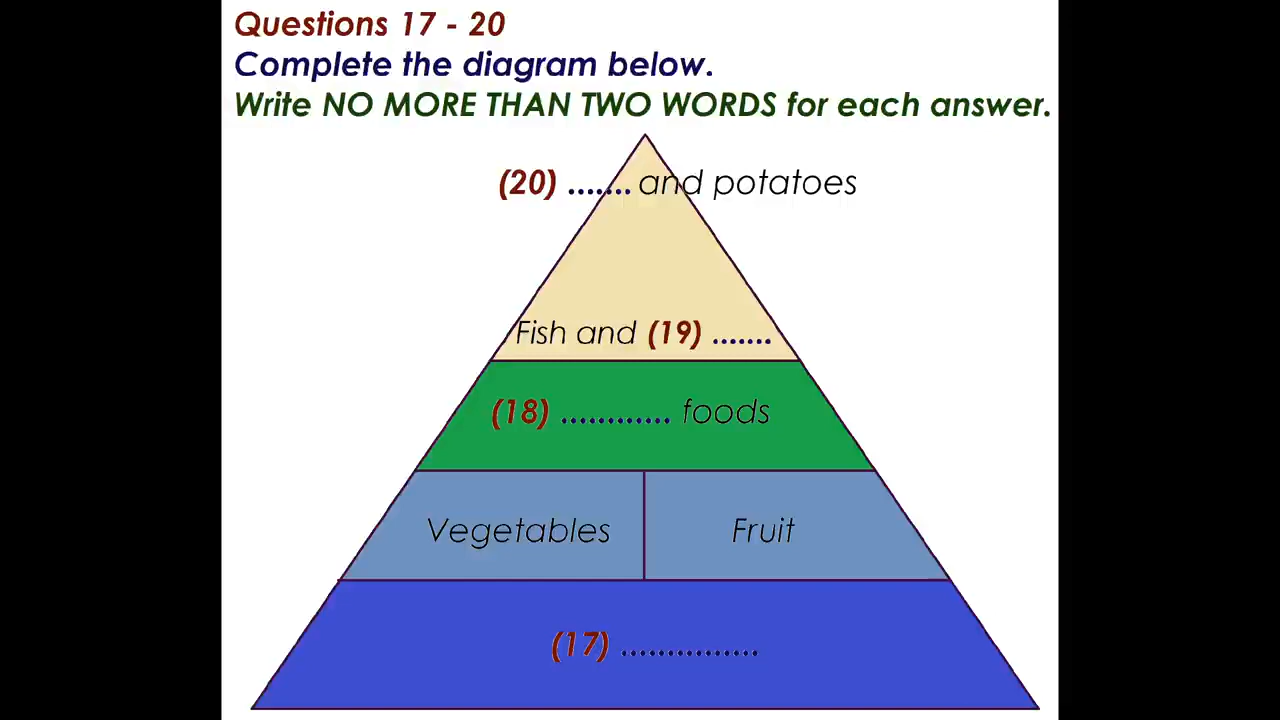 Questions 17 - 20
Complete the diagram below.
Write NO MORE THAN TWO WORDS for each answer.
(20) ....... and potatoes
Fish and (19) .......
(18) ............ foods
Vegetables Fruit
(17) ...............